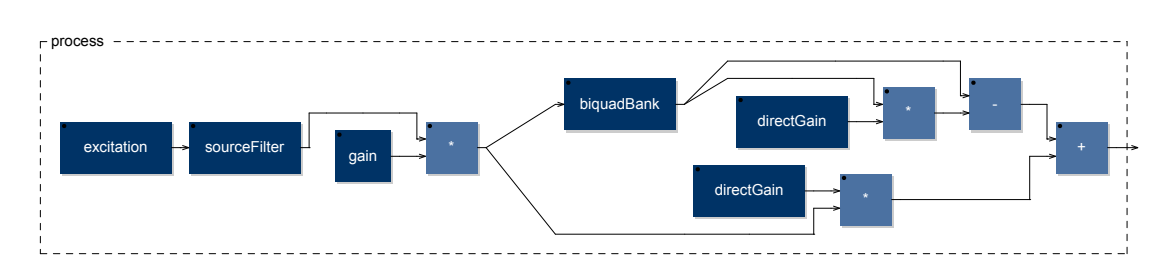 process
excitation
sourceFilter
gain
*
biquadBank
directGain
*
-
directGain
*
+